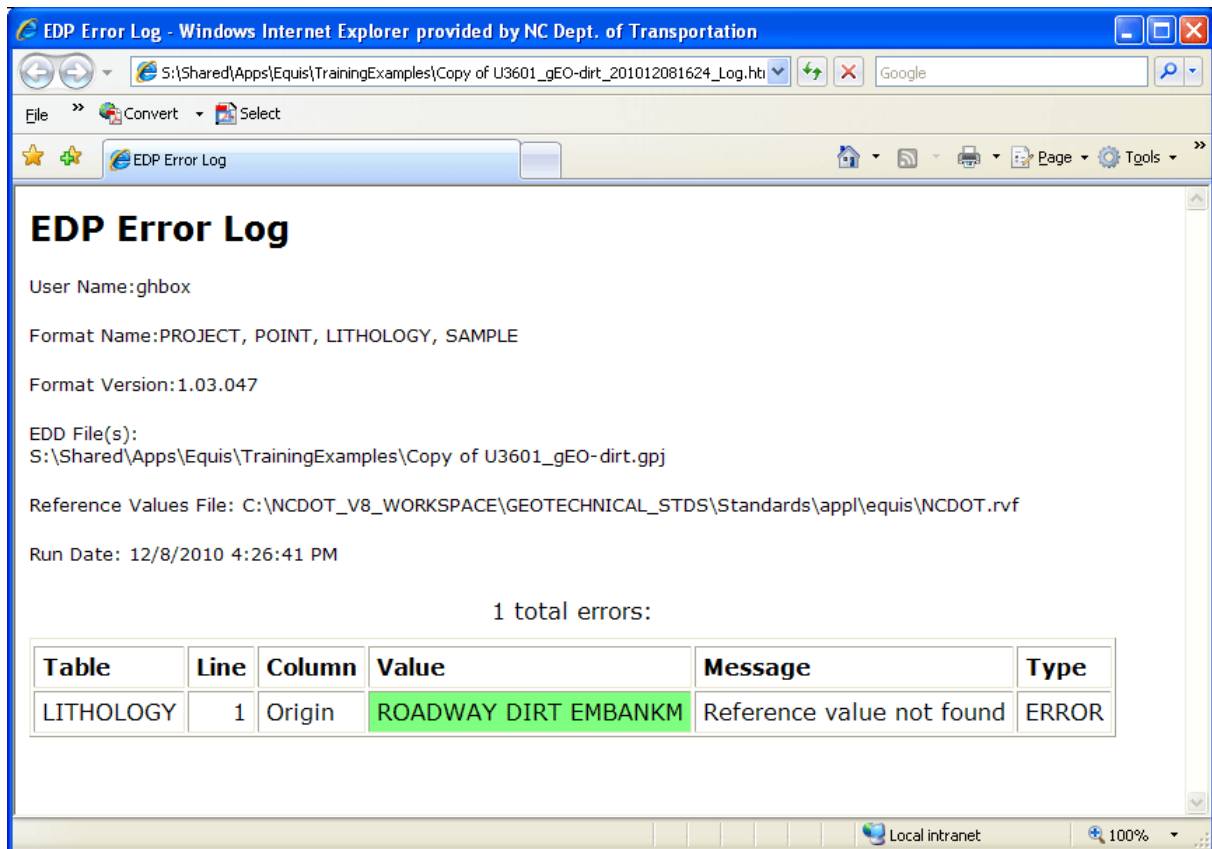 EDP Error Log - Windows Internet Explorer provided by NC Dept. of Transportation
S:\Shared\Apps\Equis\TrainingExamples\Copy of U3601_gEO-dirt_201012081624_Log.ht
Google
File » Convert Select
EDP Error Log
Page Tools »
EDP Error Log
User Name:ghbox
Format Name:PROJECT, POINT, LITHOLOGY, SAMPLE
Format Version:1.03.047
EDD File(s):
S:\Shared\Apps\Equis\TrainingExamples\Copy of U3601_gEO-dirt.gpj
Reference Values File: C:\NCDOT_V8_WORKSPACE\GEOTECHNICAL_STDS\Standards\appl\equis\NCDOT.rvf
Run Date: 12/8/2010 4:26:41 PM
1 total errors:
Table Line Column Value Message Type
LITHOLOGY 1 Origin ROADWAY DIRT EMBANKM Reference value not found ERROR
Local intranet 100%